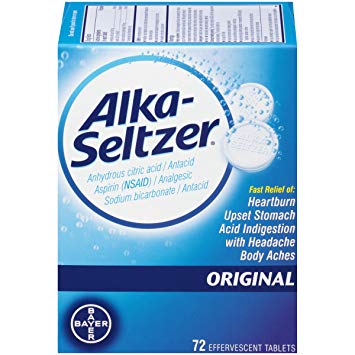 Alka-
Seltzer®
Anhydrous citric acid / Antacid
Aspirin (NSAID) / Analgesic
Sodium bicarbonate / Antacid
Fast Relief of:
Heartburn
Upset Stomach
Acid Indigestion
with Headache
Body Aches
ORIGINAL
BAYER
BAYER
72 EFFERVESCENT TABLETS